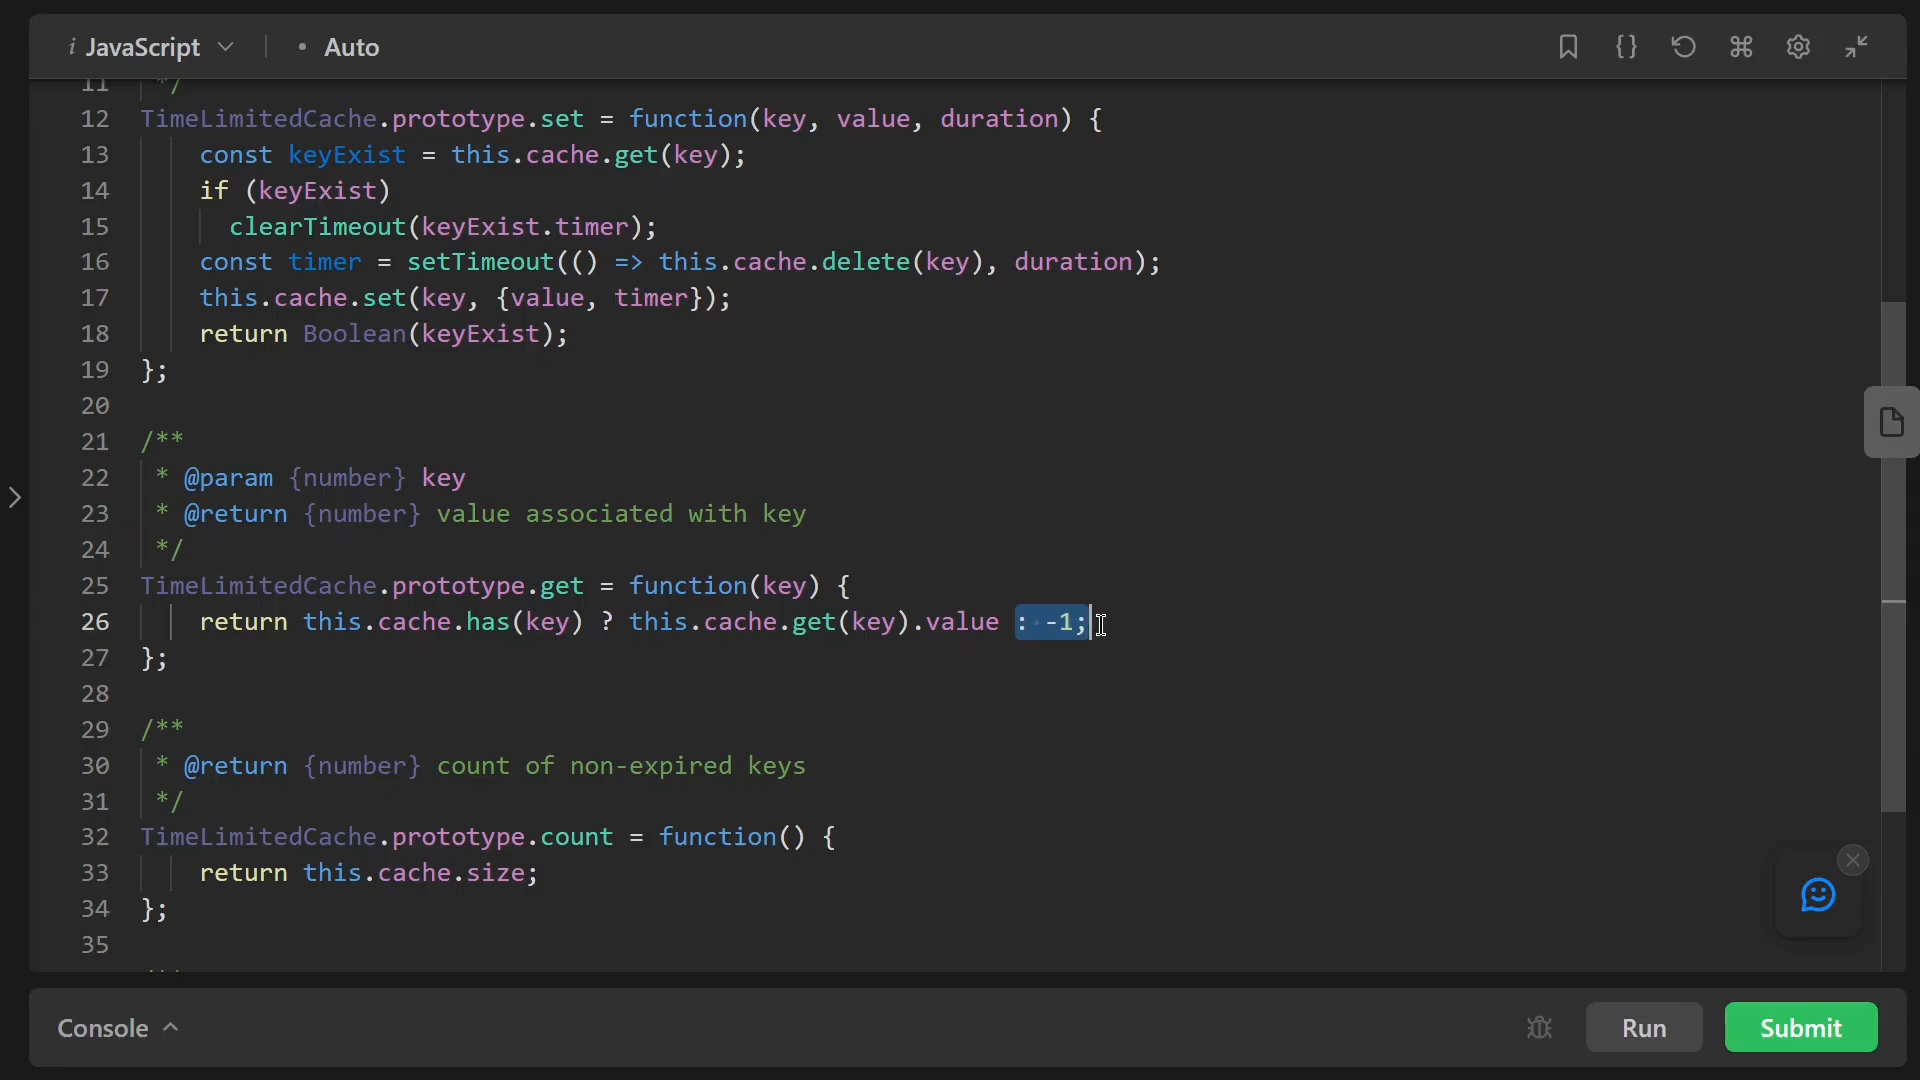 i JavaScript • Auto
11 */
12 TimeLimitedCache.prototype.set = function(key, value, duration) {
13 const keyExist = this.cache.get(key);
14 if (keyExist)
15 clearTimeout(keyExist.timer);
16 const timer = setTimeout(() => this.cache.delete(key), duration);
17 this.cache.set(key, {value, timer});
18 return Boolean(keyExist);
19 };
20
21 /**
22 * @param {number} key
23 * @return {number} value associated with key
24 */
25 TimeLimitedCache.prototype.get = function(key) {
26 return this.cache.has(key) ? this.cache.get(key).value : -1;
27 };
28
29 /**
30 * @return {number} count of non-expired keys
31 */
32 TimeLimitedCache.prototype.count = function() {
33 return this.cache.size;
34 };
35
Console Run Submit